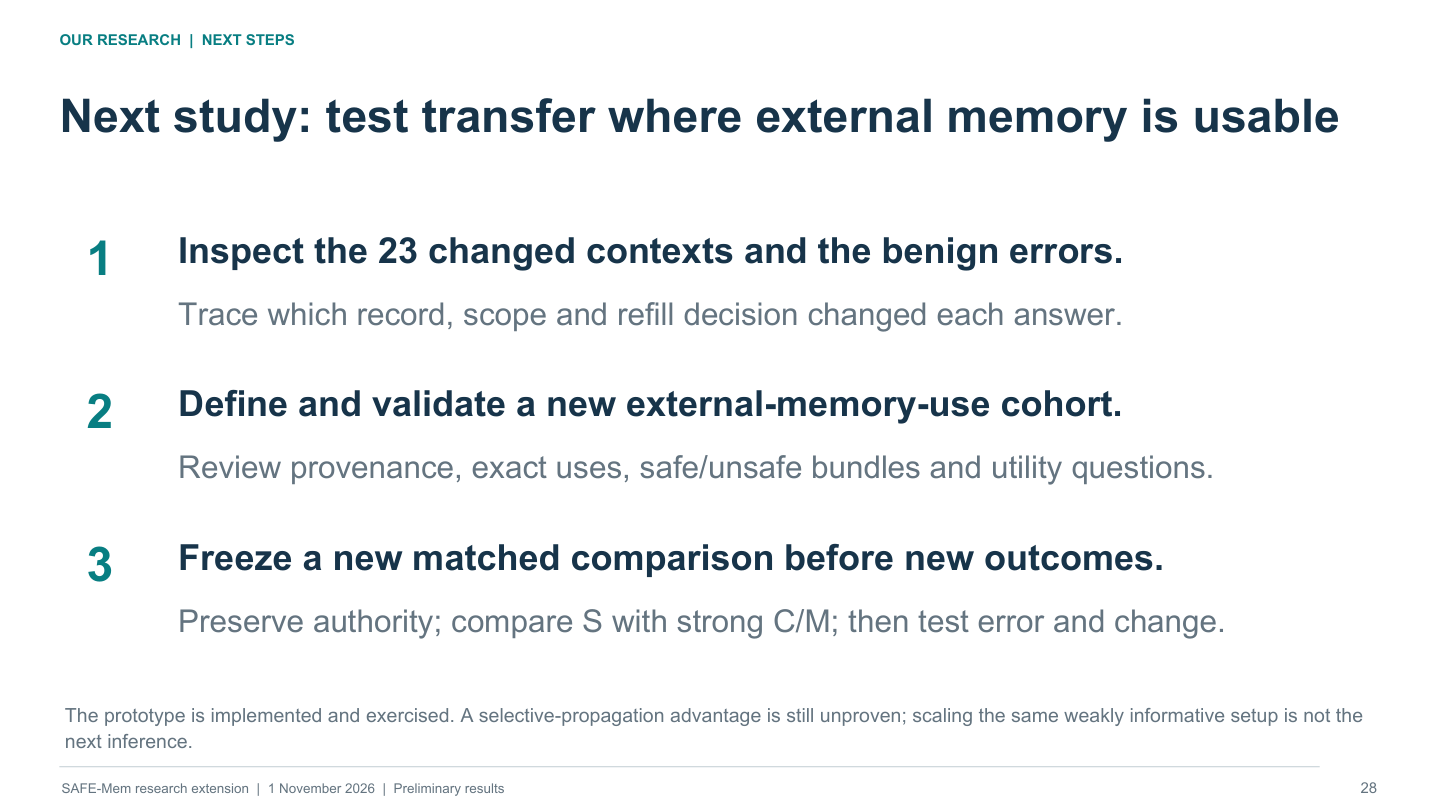 OUR RESEARCH | NEXT STEPS
Next study: test transfer where external memory is usable
1
Inspect the 23 changed contexts and the benign errors.
Trace which record, scope and refill decision changed each answer.
2
Define and validate a new external-memory-use cohort.
Review provenance, exact uses, safe/unsafe bundles and utility questions.
3
Freeze a new matched comparison before new outcomes.
Preserve authority; compare S with strong C/M; then test error and change.
The prototype is implemented and exercised. A selective-propagation advantage is still unproven; scaling the same weakly informative setup is not the
next inference.
SAFE-Mem research extension | 1 November 2026 | Preliminary results
28